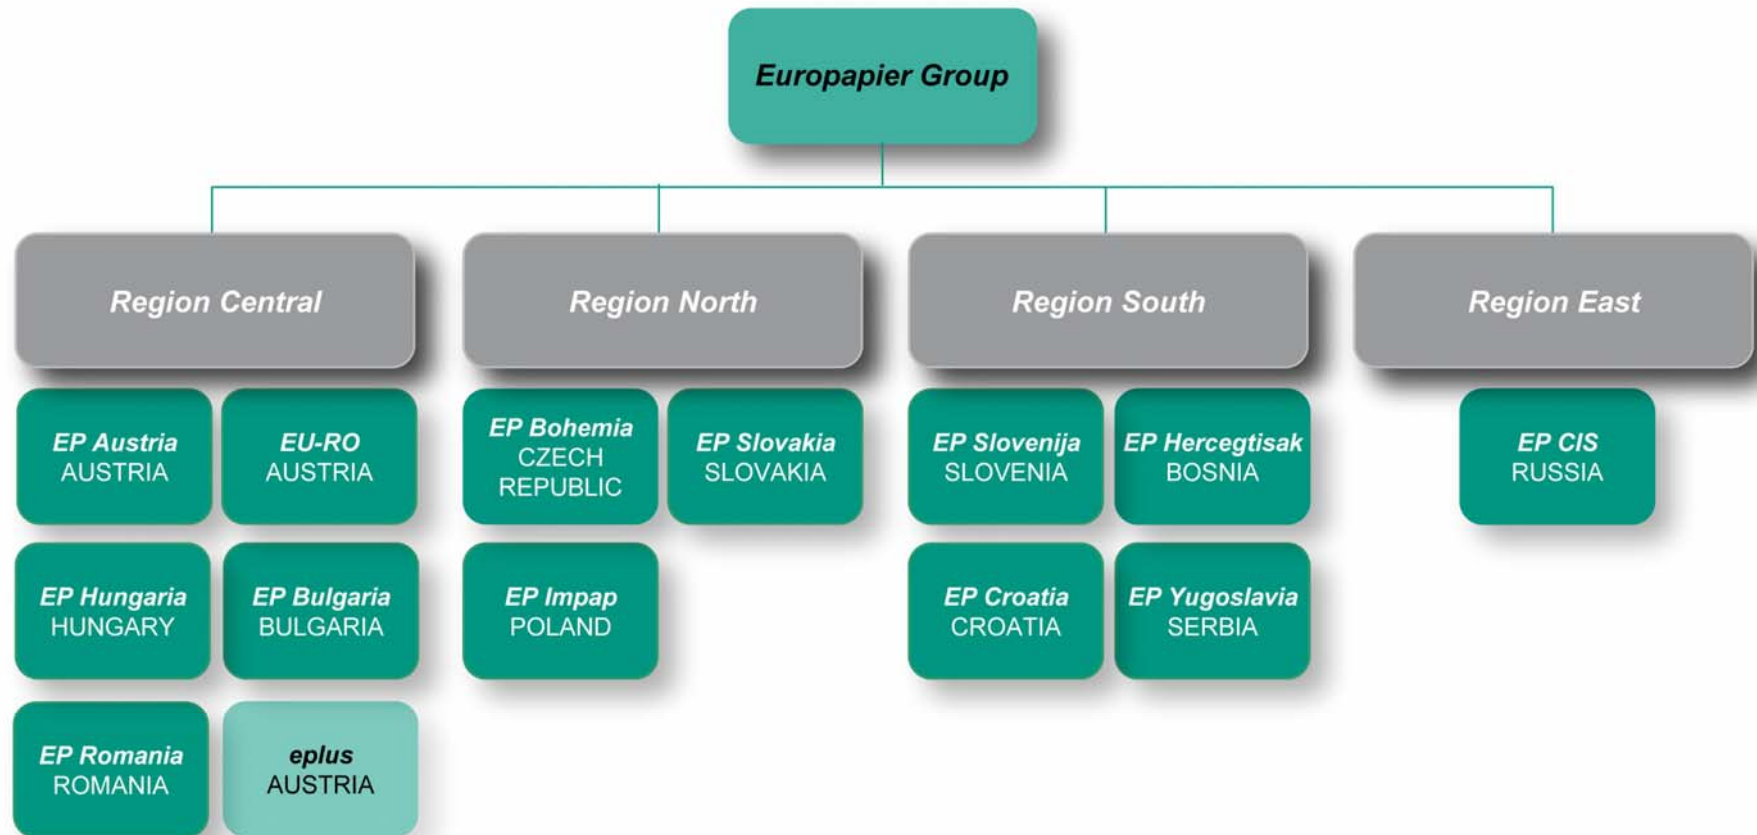 Europapier Group
Region Central
Region North
Region South
Region East
EP Austria
AUSTRIA
EU-RO
AUSTRIA
EP Bohemia
CZECH
REPUBLIC
EP Slovakia
SLOVAKIA
EP Slovenija
SLOVENIA
EP Hercegtisak
BOSNIA
EP CIS
RUSSIA
EP Hungaria
HUNGARY
EP Bulgaria
BULGARIA
EP Impap
POLAND
EP Croatia
CROATIA
EP Yugoslavia
SERBIA
EP Romania
ROMANIA
eplus
AUSTRIA